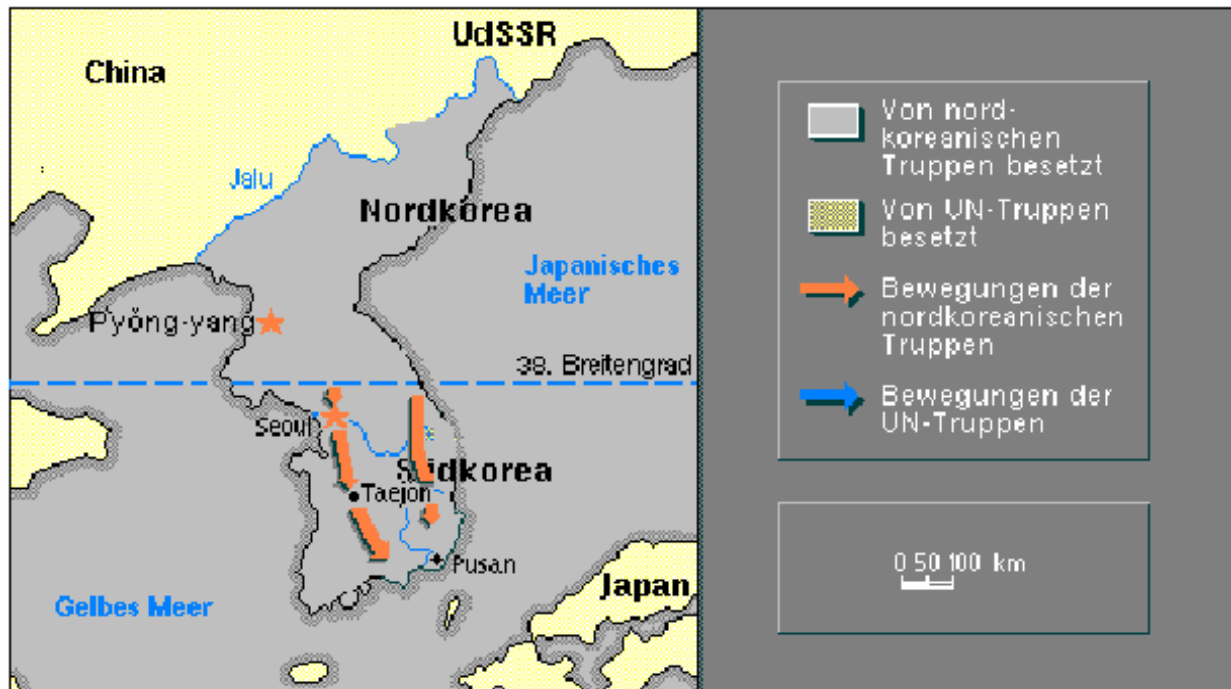 UdSSR
China
Jalu
Nordkorea
Japanisches
Meer
Pyŏng-yang
38. Breitengrad
Seoul
Südkorea
Taejon
Pusan
Gelbes Meer
Japan
Von nord-
koreanischen
Truppen besetzt
Von UN-Truppen
besetzt
Bewegungen der
nordkoreanischen
Truppen
Bewegungen der
UN-Truppen
0 50 100 km